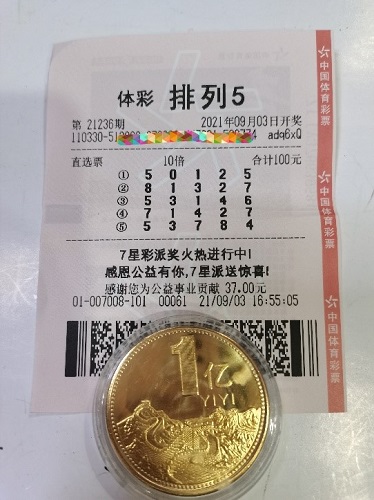 体彩 排列5
第 21236期 2021年09月03日开奖
110330-51 adq6xQ
直选票 10倍 合计100元
① 5 0 1 2 5
② 8 1 3 2 7
③ 5 3 1 4 6
④ 7 1 4 2 7
⑤ 5 3 7 8 4
7星彩派奖火热进行中!
感恩公益有你,7星派送惊喜!
感谢您为公益事业贡献 37.00元
01-007008-101 00061 21/09/03 16:55:05
中国体育彩票
中国体育彩票
中国体育彩票
1亿
YIYI